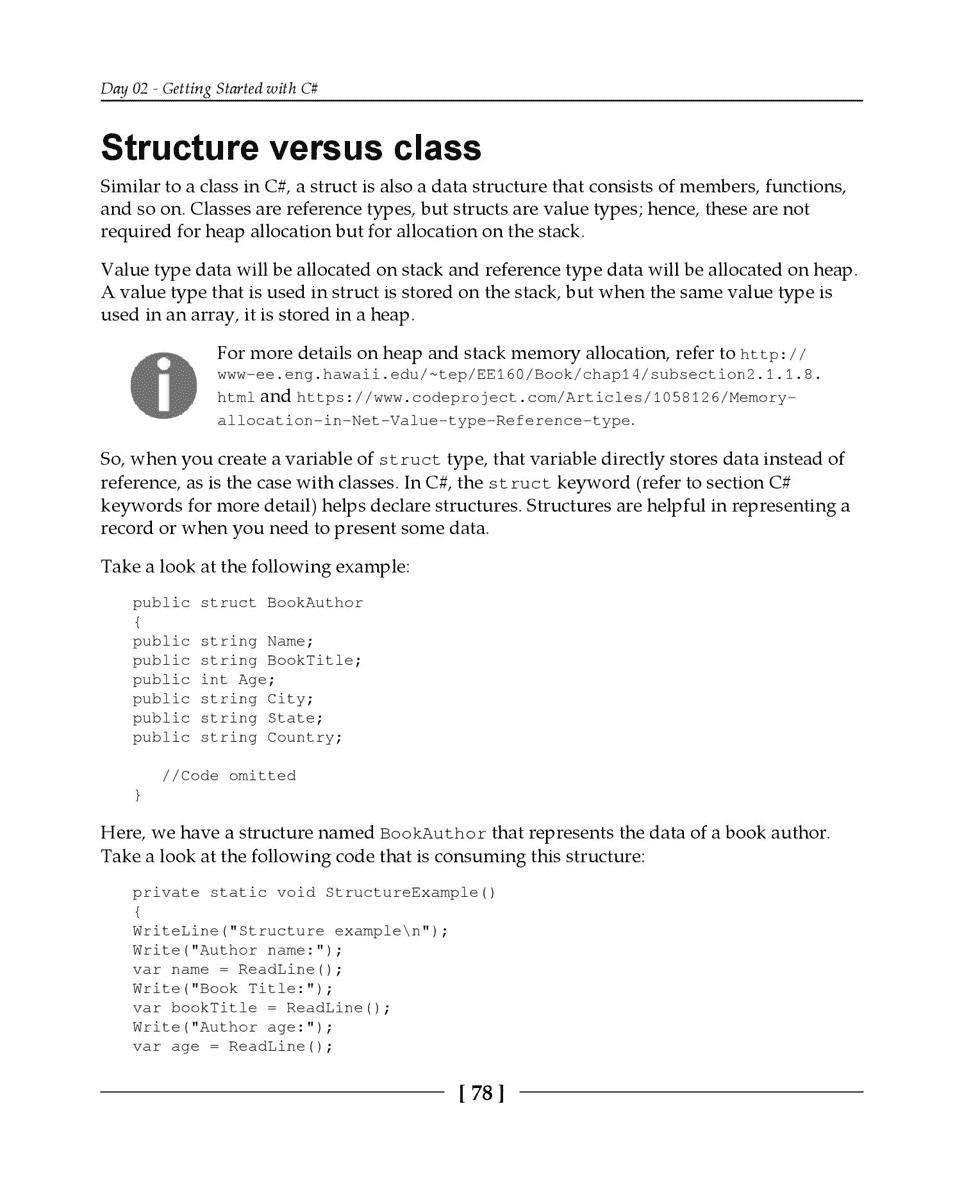 Day 02 - Getting Started with C#
Structure versus class
Similar to a class in C#, a struct is also a data structure that consists of members, functions,
and so on. Classes are reference types, but structs are value types; hence, these are not
required for heap allocation but for allocation on the stack.
Value type data will be allocated on stack and reference type data will be allocated on heap.
A value type that is used in struct is stored on the stack, but when the same value type is
used in an array, it is stored in a heap.
For more details on heap and stack memory allocation, refer to http://
www-ee.eng.hawaii.edu/~tep/EE160/Book/chap14/subsection2.1.1.8.
html and https://www.codeproject.com/Articles/1058126/Memory-
allocation-in-Net-Value-type-Reference-type.
So, when you create a variable of struct type, that variable directly stores data instead of
reference, as is the case with classes. In C#, the struct keyword (refer to section C#
keywords for more detail) helps declare structures. Structures are helpful in representing a
record or when you need to present some data.
Take a look at the following example:
public struct BookAuthor
{
public string Name;
public string BookTitle;
public int Age;
public string City;
public string State;
public string Country;
//Code omitted
}
Here, we have a structure named BookAuthor that represents the data of a book author.
Take a look at the following code that is consuming this structure:
private static void StructureExample()
{
WriteLine("Structure example\n");
Write("Author name:");
var name = ReadLine();
Write("Book Title:");
var bookTitle = ReadLine();
Write("Author age:");
var age = ReadLine();
[ 78 ]